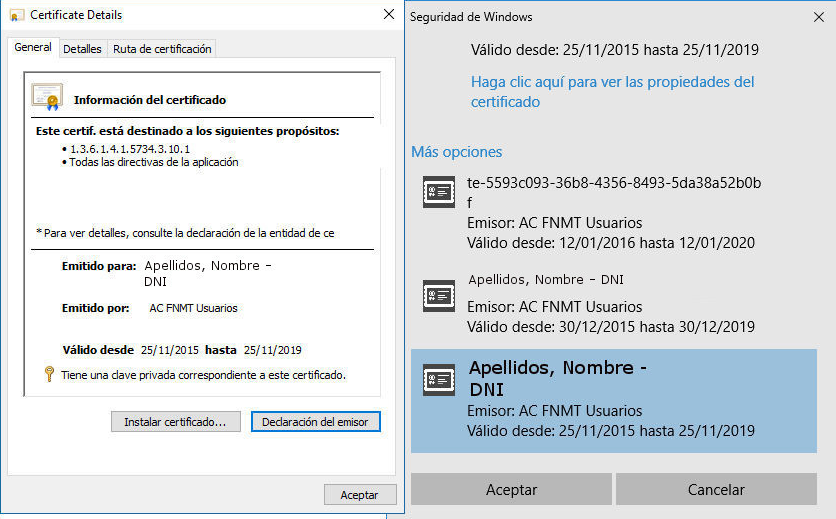 Certificate Details
General
Detalles
Ruta de certificación
Información del certificado
Este certif. está destinado a los siguientes propósitos:
• 1.3.6.1.4.1.5734.3.10.1
• Todas las directivas de la aplicación
* Para ver detalles, consulte la declaración de la entidad de ce
Emitido para: Apellidos, Nombre -
DNI
Emitido por: AC FNMT Usuarios
Válido desde 25/11/2015 hasta 25/11/2019
Tiene una clave privada correspondiente a este certificado.
Instalar certificado...
Declaración del emisor
Aceptar
Seguridad de Windows
Válido desde: 25/11/2015 hasta 25/11/2019
Haga clic aquí para ver las propiedades del
certificado
Más opciones
te-5593c093-36b8-4356-8493-5da38a52b0b
f
Emisor: AC FNMT Usuarios
Válido desde: 12/01/2016 hasta 12/01/2020
Apellidos, Nombre - DNI
Emisor: AC FNMT Usuarios
Válido desde: 30/12/2015 hasta 30/12/2019
Apellidos, Nombre -
DNI
Emisor: AC FNMT Usuarios
Válido desde: 25/11/2015 hasta 25/11/2019
Aceptar
Cancelar